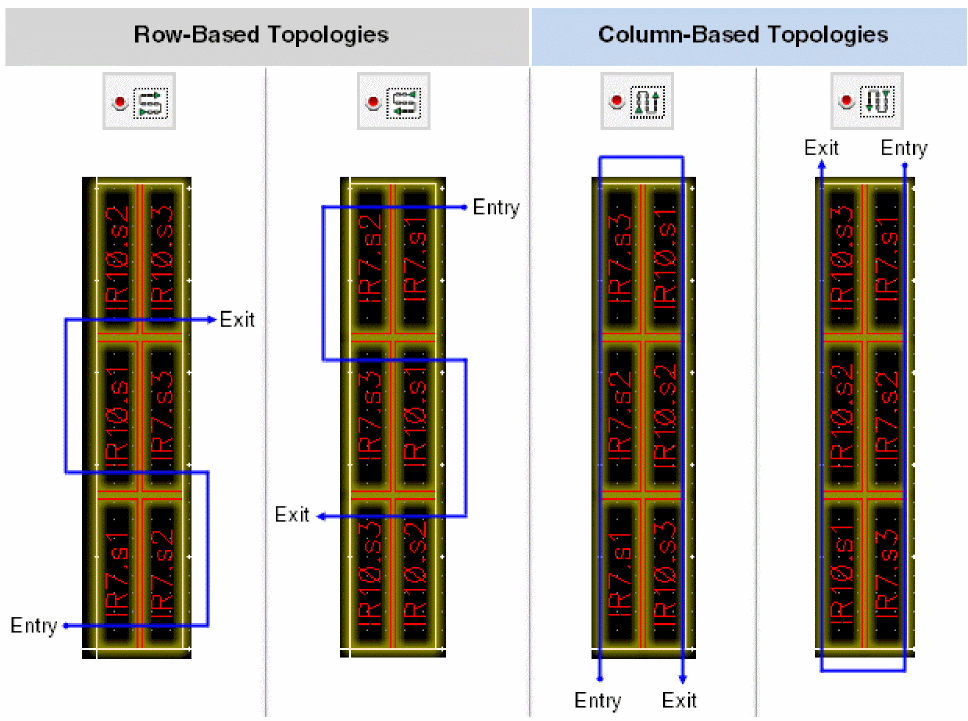 Row-Based Topologies
Column-Based Topologies
IR10.s2
IR10.s3
IR10.s1
IR7.s3
IR7.s1
IR7.s2
Entry
Exit
IR7.s2
IR7.s1
IR7.s3
IR10.s1
IR10.s3
IR10.s2
Entry
Exit
IR7.s3
IR10.s1
IR7.s2
IR10.s2
IR7.s1
IR10.s3
Entry
Exit
Exit
Entry
IR10.s3
IR7.s1
IR10.s2
IR7.s2
IR10.s1
IR7.s3